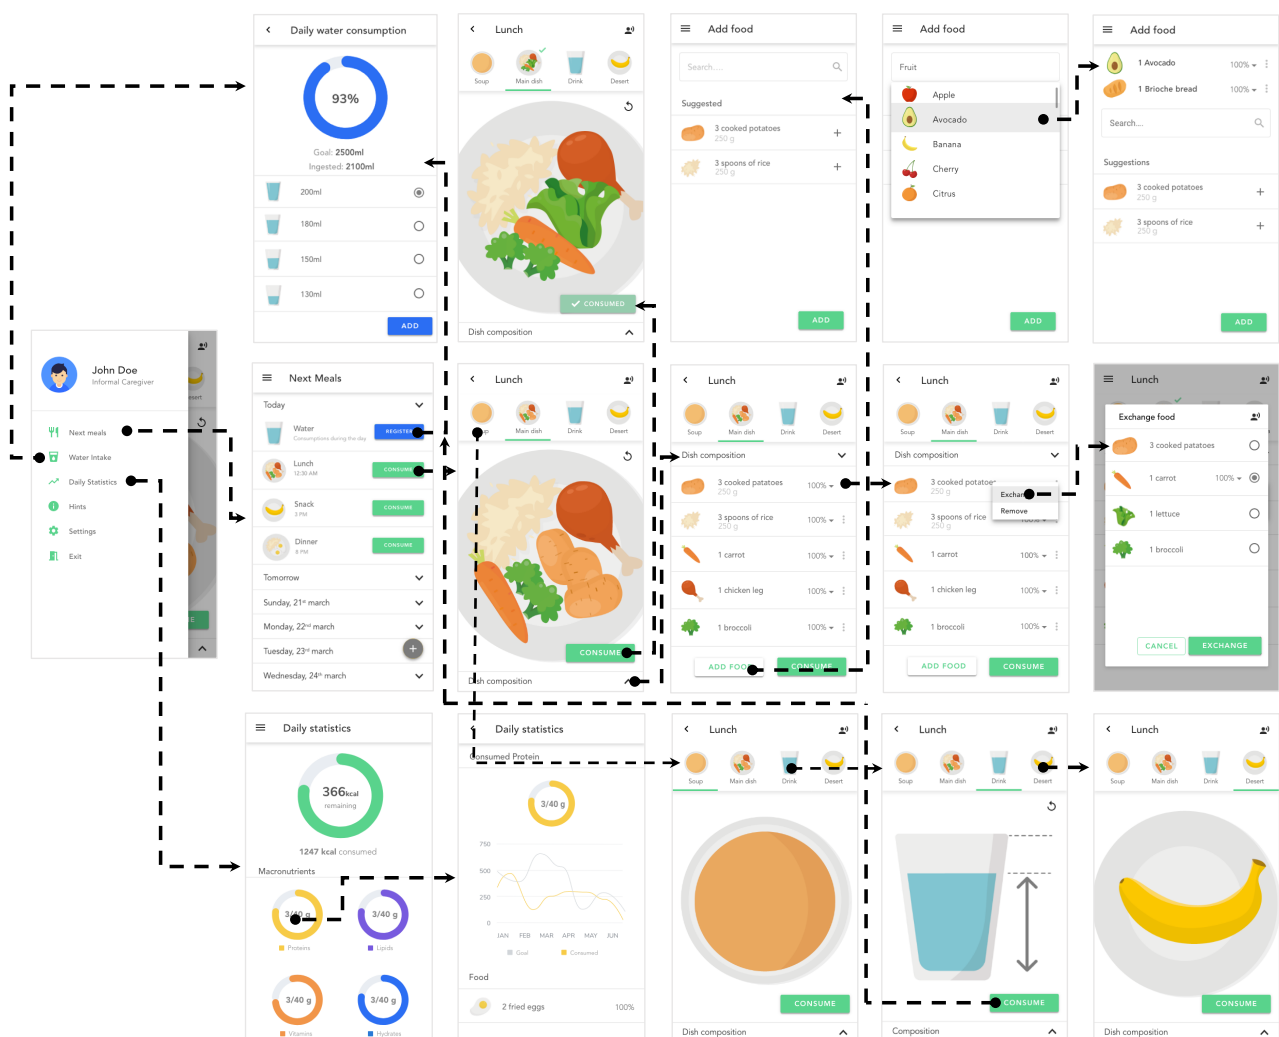 Daily water consumption
93%
Goal: 2500ml
Ingested: 2100ml
200ml
180ml
150ml
130ml
ADD
Lunch
Soup
Main dish
Drink
Desert
CONSUMED
Dish composition
Add food
Search....
Suggested
3 cooked potatoes
250 g
3 spoons of rice
250 g
ADD
Add food
Fruit
Apple
Avocado
Banana
Cherry
Citrus
ADD
Add food
1 Avocado
100%
1 Brioche bread
100%
Search....
Suggestions
3 cooked potatoes
250 g
3 spoons of rice
250 g
ADD
John Doe
Informal Caregiver
Next meals
Water Intake
Daily Statistics
Hints
Settings
Exit
Desert
Next Meals
Today
Water
Consumptions during the day
REGISTER
Lunch
12:30 AM
CONSUME
Snack
3 PM
CONSUME
Dinner
8 PM
CONSUME
Tomorrow
Sunday, 21st march
Monday, 22nd march
Tuesday, 23rd march
Wednesday, 24th march
Lunch
Soup
Main dish
Drink
Desert
CONSUME
Dish composition
Lunch
Soup
Main dish
Drink
Desert
Dish composition
3 cooked potatoes
250 g
100%
3 spoons of rice
250 g
100%
1 carrot
100%
1 chicken leg
100%
1 broccoli
100%
ADD FOOD
CONSUME
Lunch
Soup
Main dish
Drink
Desert
Dish composition
3 cooked potatoes
250 g
Remove
3 spoons of rice
250 g
100%
1 carrot
100%
1 chicken leg
100%
1 broccoli
100%
ADD FOOD
CONSUME
Lunch
Exchange food
3 cooked patatoes
1 carrot
100%
1 lettuce
1 broccoli
CANCEL
EXCHANGE
Daily statistics
366kcal
remaining
1247 kcal consumed
Macronutrients
3/40 g
Proteins
3/40 g
Lipids
3/40 g
Vitamins
3/40 g
Hydrates
Daily statistics
Consumed Protein
3/40 g
750
500
250
0
JAN FEB MAR APR MAY JUN
Goal
Consumed
Food
2 fried eggs
100%
Lunch
Soup
Main dish
Drink
Desert
CONSUME
Dish composition
Lunch
Soup
Main dish
Drink
Desert
CONSUME
Composition
Lunch
Soup
Main dish
Drink
Desert
CONSUME
Dish composition